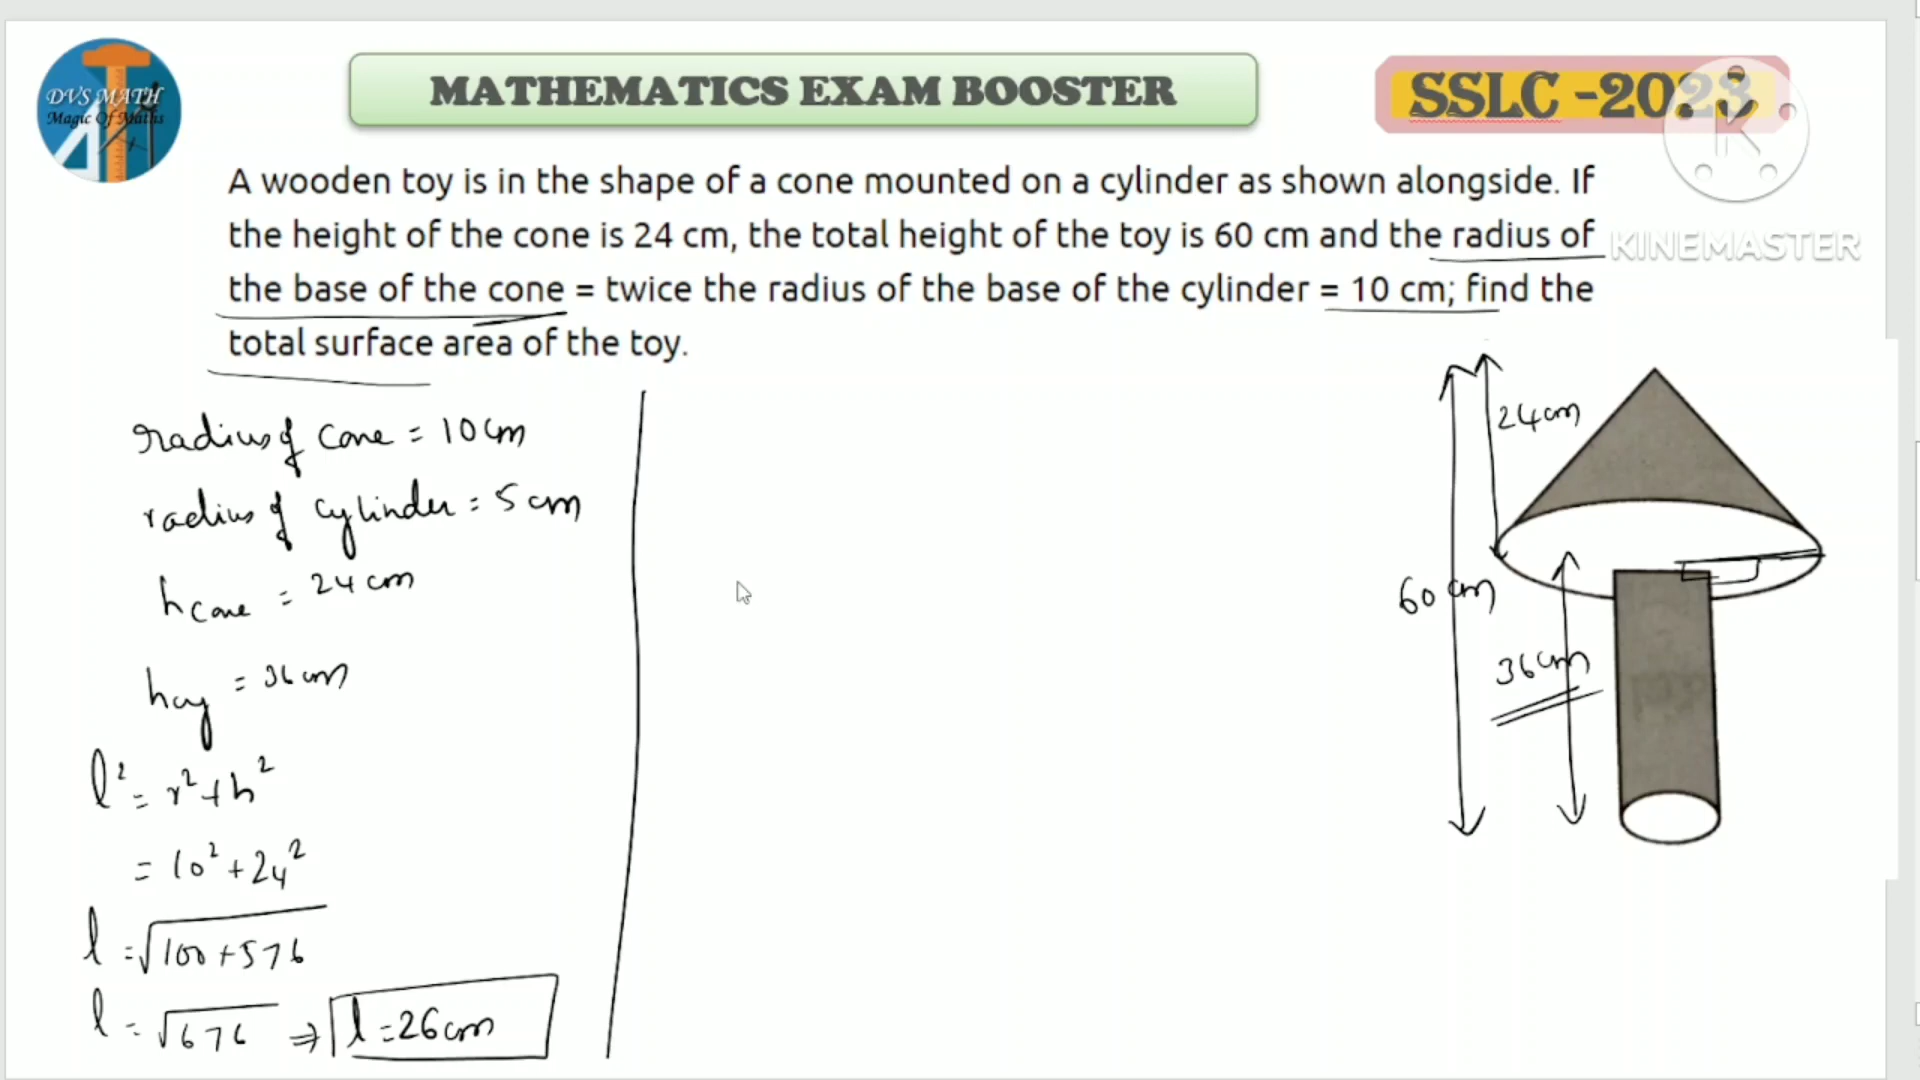 DVS MATH
Magic Of Maths
MATHEMATICS EXAM BOOSTER
SSLC -2023
K
KINEMASTER
A wooden toy is in the shape of a cone mounted on a cylinder as shown alongside. If
the height of the cone is 24 cm, the total height of the toy is 60 cm and the radius of
the base of the cone = twice the radius of the base of the cylinder = 10 cm; find the
total surface area of the toy.
radius of cone = 10 cm
radius of cylinder = 5 cm
h cone = 24 cm
h cy = 36 cm
l² = r² + h²
= 10² + 24²
l = √100 + 576
l = √676 ⇒ l = 26 cm
24 cm
60 cm
36 cm